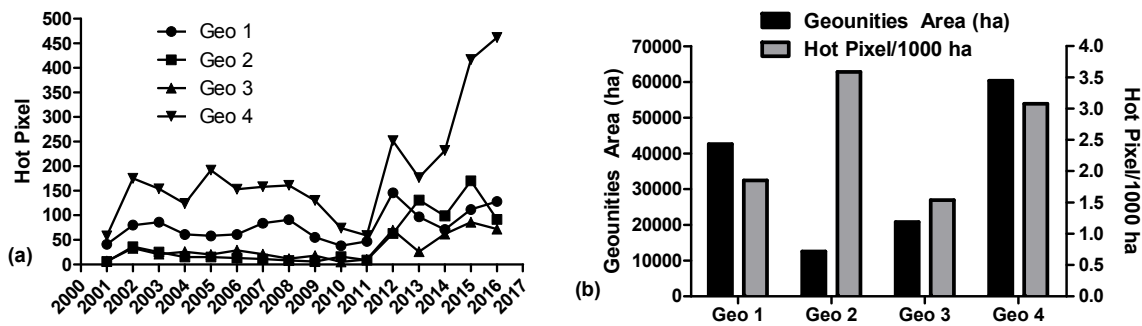 500
450
400
350
300
250
200
150
100
50
0
Hot Pixel
Geo 1
Geo 2
Geo 3
Geo 4
2000 2001 2002 2003 2004 2005 2006 2007 2008 2009 2010 2011 2012 2013 2014 2015 2016 2017
(a)
Geounities Area (ha)
Hot Pixel/1000 ha
70000
60000
50000
40000
30000
20000
10000
0
Geounities Area (ha)
4.0
3.5
3.0
2.5
2.0
1.5
1.0
0.5
0.0
Hot Pixel/1000 ha
Geo 1 Geo 2 Geo 3 Geo 4
(b)